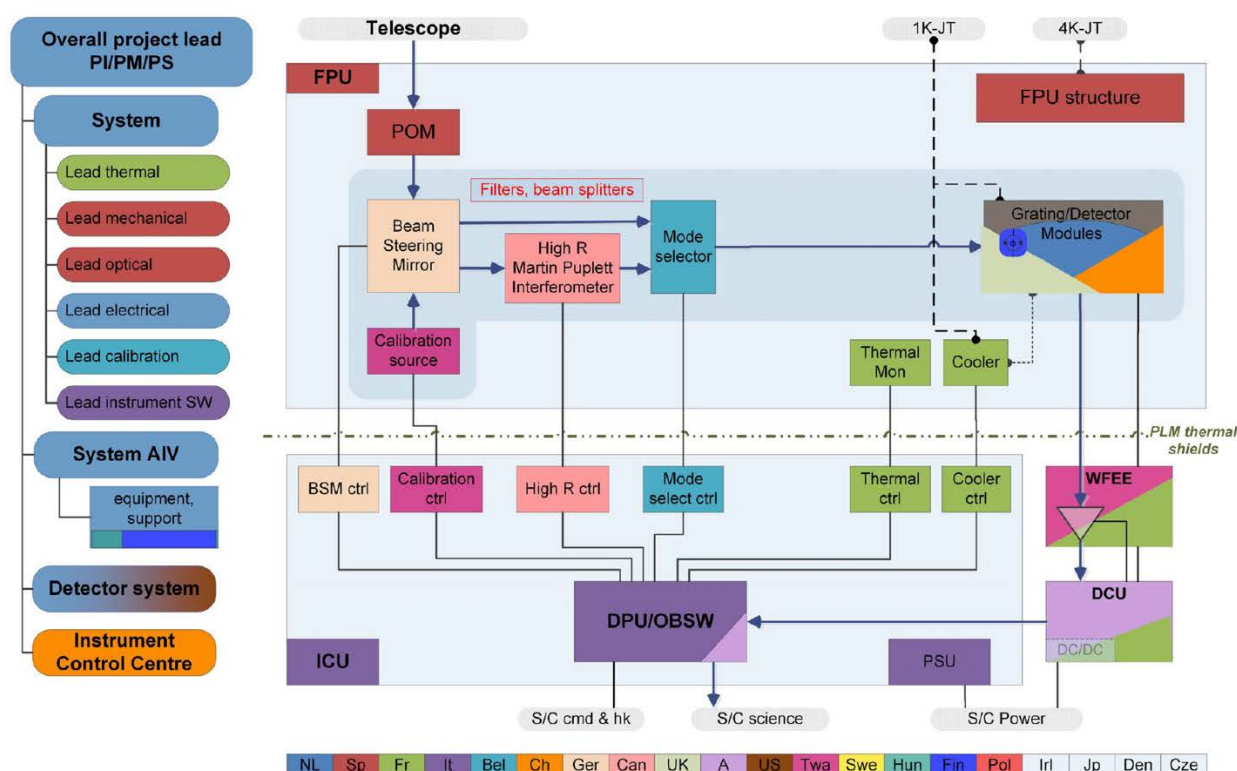 Overall project lead
PI/PM/PS
System
Lead thermal
Lead mechanical
Lead optical
Lead electrical
Lead calibration
Lead instrument SW
System AIV
equipment,
support
Detector system
Instrument
Control Centre
Telescope
1K-JT
4K-JT
FPU
FPU structure
POM
Filters, beam splitters
Beam
Steering
Mirror
High R
Martin Puplett
Interferometer
Mode
selector
Grating/Detector
Modules
Calibration
source
Thermal
Mon
Cooler
PLM thermal
shields
BSM ctrl
Calibration
ctrl
High R ctrl
Mode
select ctrl
Thermal
ctrl
Cooler
ctrl
WFEE
DPU/OBSW
DCU
DC/DC
ICU
PSU
S/C cmd & hk
S/C science
S/C Power
NL Sp Fr It Bel Ch Ger Can UK A US Twa Swe Hun Fin Pol Irl Jp Den Cze